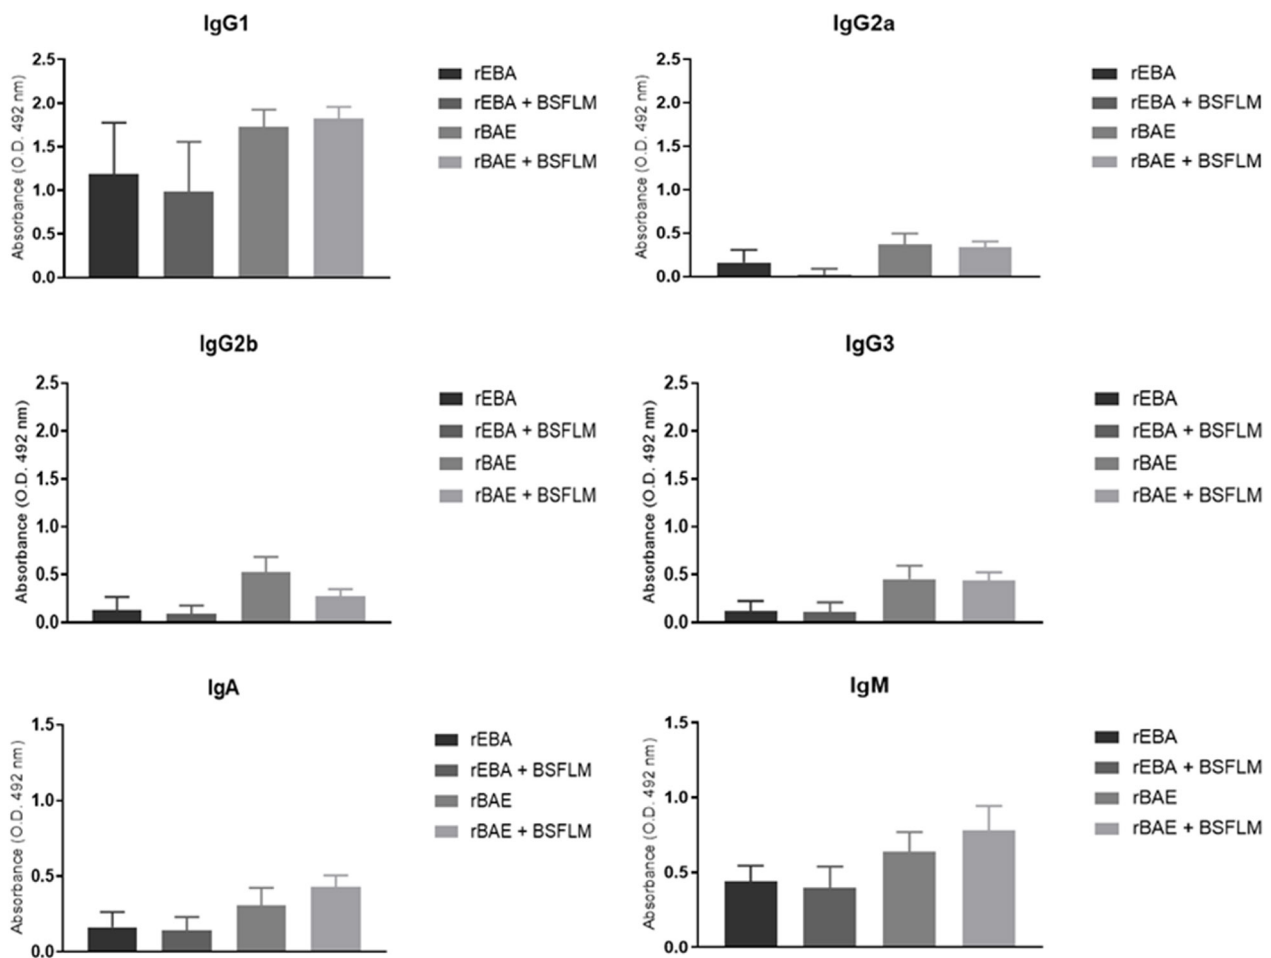 IgG1
Absorbance (O.D. 492 nm)
2.5
2.0
1.5
1.0
0.5
0.0
rEBA
rEBA + BSFLM
rBAE
rBAE + BSFLM
IgG2a
Absorbance (O.D. 492 nm)
2.5
2.0
1.5
1.0
0.5
0.0
rEBA
rEBA + BSFLM
rBAE
rBAE + BSFLM
IgG2b
Absorbance (O.D. 492 nm)
2.5
2.0
1.5
1.0
0.5
0.0
rEBA
rEBA + BSFLM
rBAE
rBAE + BSFLM
IgG3
Absorbance (O.D. 492 nm)
2.5
2.0
1.5
1.0
0.5
0.0
rEBA
rEBA + BSFLM
rBAE
rBAE + BSFLM
IgA
Absorbance (O.D. 492 nm)
1.5
1.0
0.5
0.0
rEBA
rEBA + BSFLM
rBAE
rBAE + BSFLM
IgM
Absorbance (O.D. 492 nm)
1.5
1.0
0.5
0.0
rEBA
rEBA + BSFLM
rBAE
rBAE + BSFLM